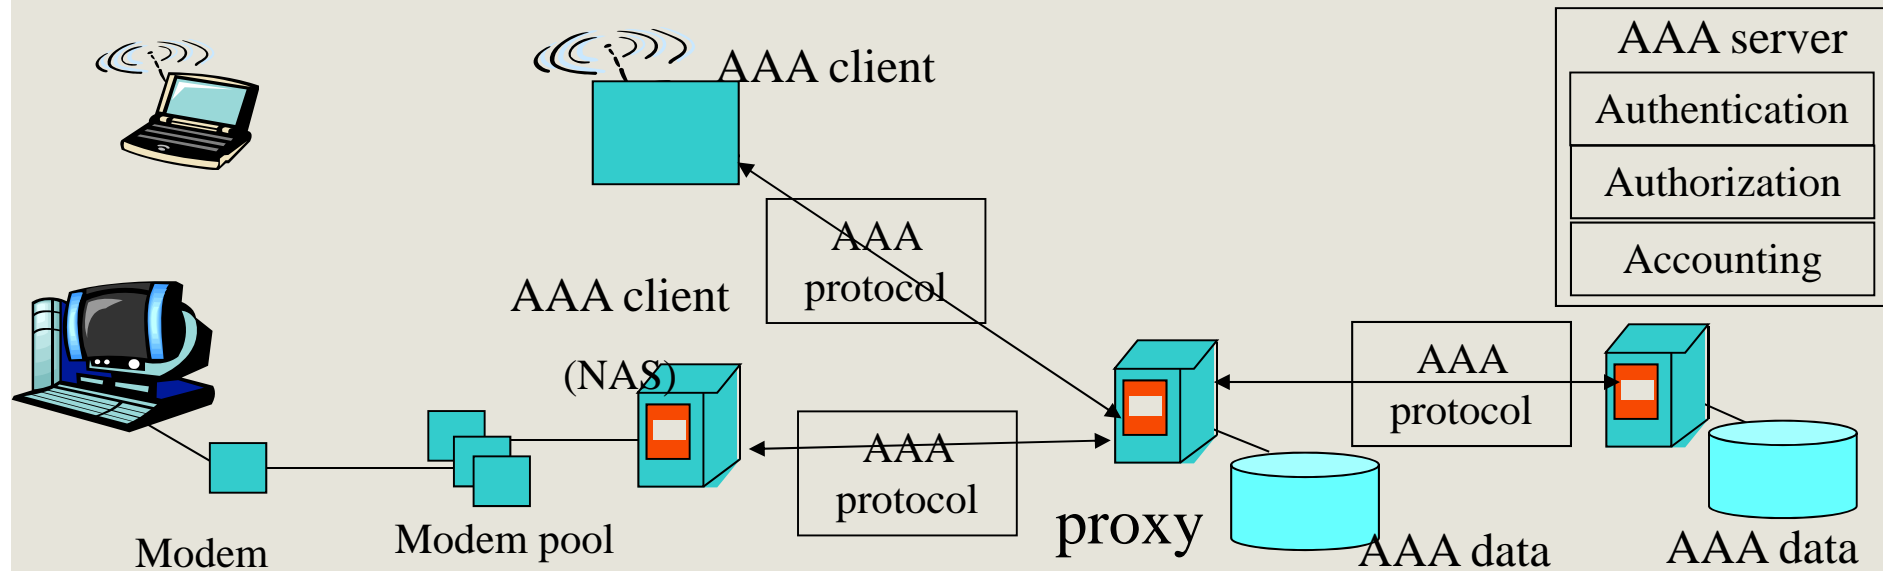 AAA client
AAA server
Authentication
Authorization
Accounting
AAA
protocol
AAA client
(NAS)
AAA
protocol
AAA
protocol
proxy
Modem
Modem pool
AAA data
AAA data